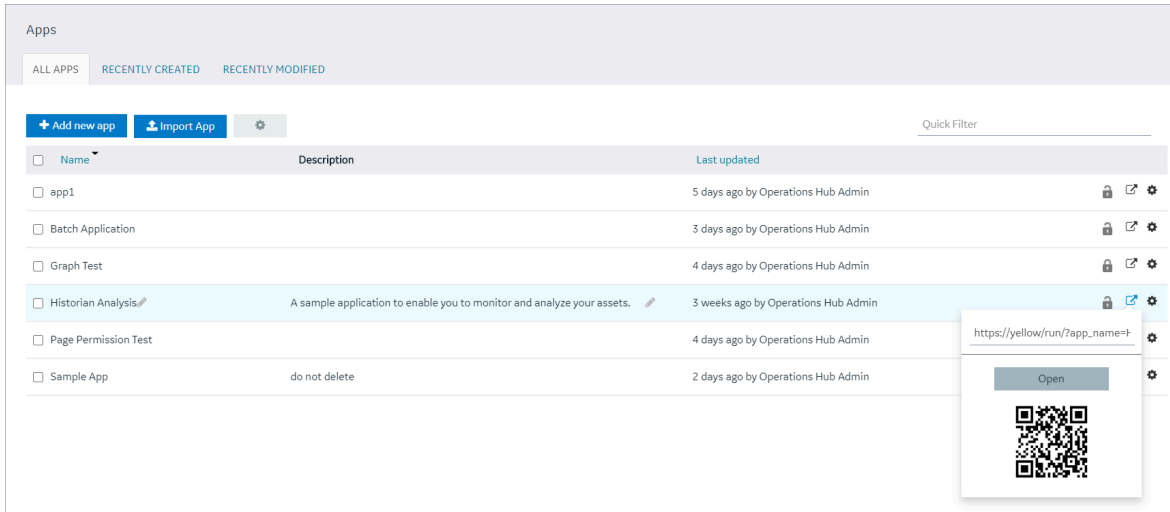 Apps
ALL APPS RECENTLY CREATED RECENTLY MODIFIED
Add new app Import App Quick Filter
Name Description Last updated
app1 5 days ago by Operations Hub Admin
Batch Application 3 days ago by Operations Hub Admin
Graph Test 4 days ago by Operations Hub Admin
Historian Analysis A sample application to enable you to monitor and analyze your assets. 3 weeks ago by Operations Hub Admin
https://yellow/run/?app_name=H
Page Permission Test 4 days ago by Operations Hub Admin
Sample App do not delete 2 days ago by Operations Hub Admin
Open